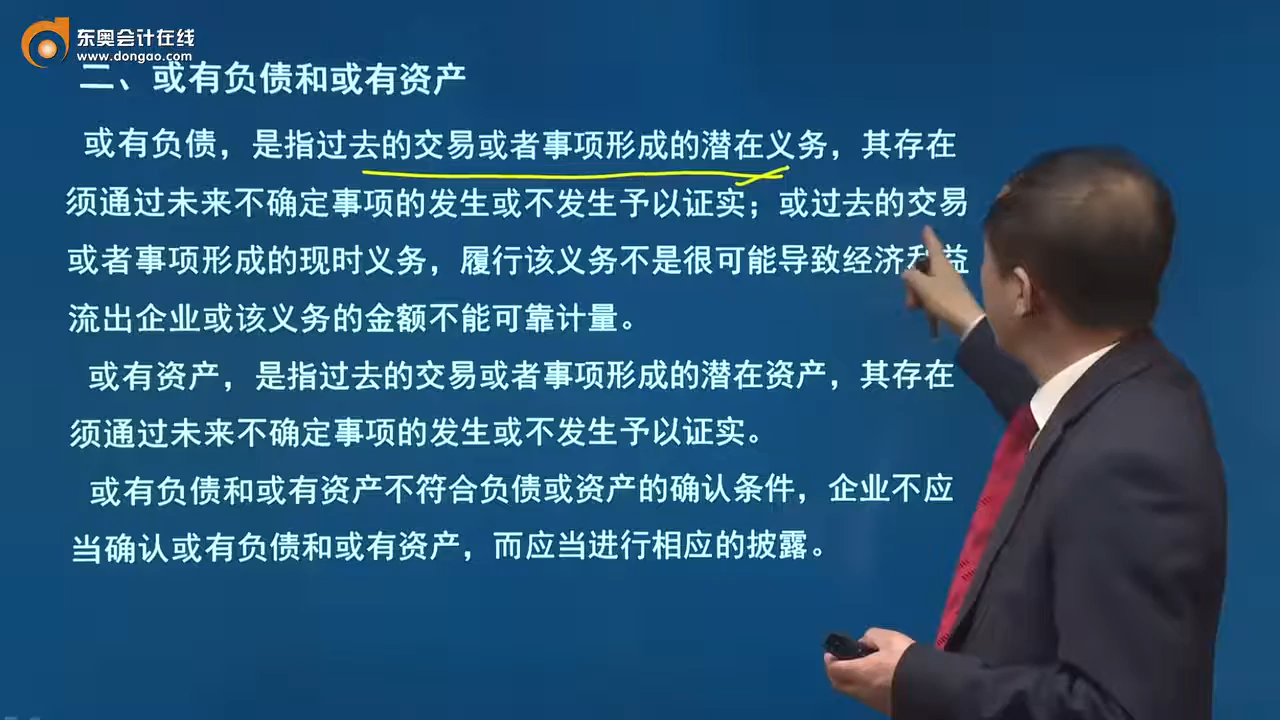 东奥会计在线
www.dongao.com
二、或有负债和或有资产
或有负债，是指过去的交易或者事项形成的潜在义务，其存在
须通过未来不确定事项的发生或不发生予以证实；或过去的交易
或者事项形成的现时义务，履行该义务不是很可能导致经济利益
流出企业或该义务的金额不能可靠计量。
或有资产，是指过去的交易或者事项形成的潜在资产，其存在
须通过未来不确定事项的发生或不发生予以证实。
或有负债和或有资产不符合负债或资产的确认条件，企业不应
当确认或有负债和或有资产，而应当进行相应的披露。